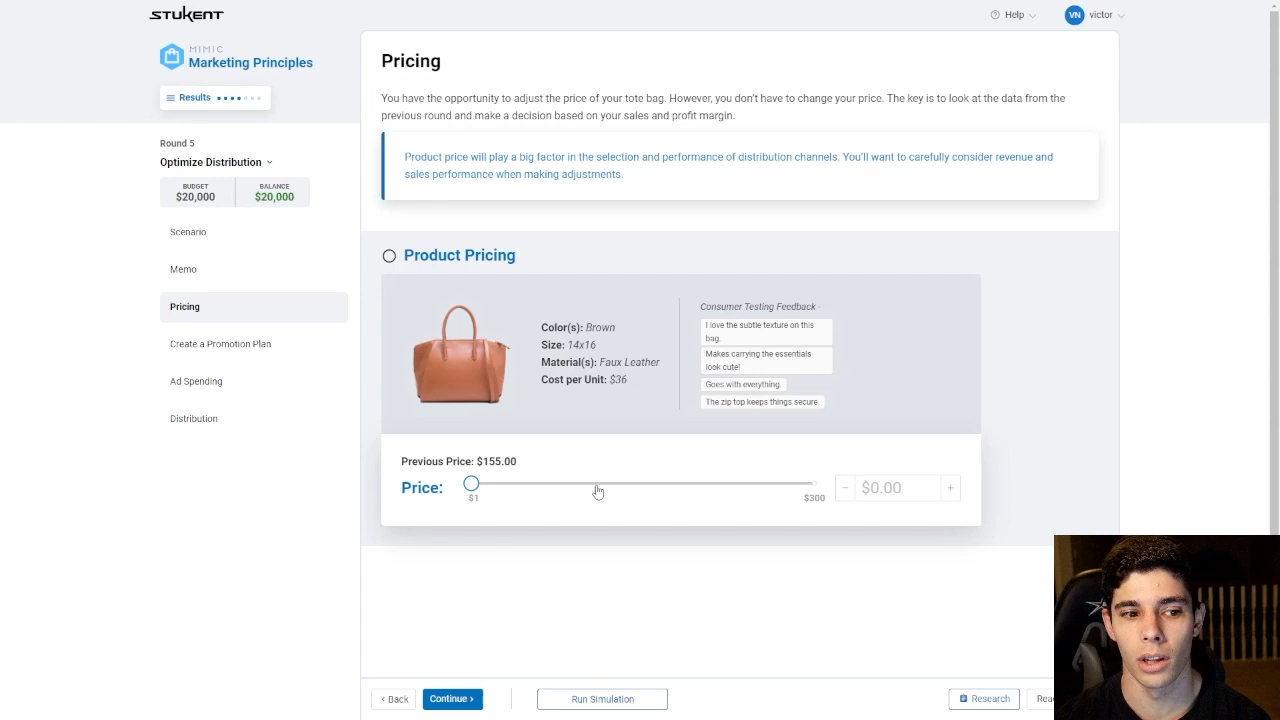 STUKENT
Help
VN
victor
MIMIC
Marketing Principles
Results
Round 5
Optimize Distribution
BUDGET
$20,000
BALANCE
$20,000
Scenario
Memo
Pricing
Create a Promotion Plan
Ad Spending
Distribution
Pricing
You have the opportunity to adjust the price of your tote bag. However, you don't have to change your price. The key is to look at the data from the
previous round and make a decision based on your sales and profit margin.
Product price will play a big factor in the selection and performance of distribution channels. You'll want to carefully consider revenue and
sales performance when making adjustments.
Product Pricing
Color(s): Brown
Size: 14x16
Material(s): Faux Leather
Cost per Unit: $36
Consumer Testing Feedback -
I love the subtle texture on this
bag.
Makes carrying the essentials
look cute!
Goes with everything.
The zip top keeps things secure.
Previous Price: $155.00
Price:
$1
$300
− $0.00 +
< Back
Continue >
Run Simulation
Research